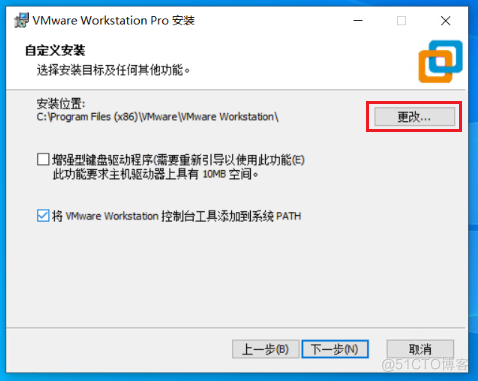 VMware Workstation Pro 安装
自定义安装
选择安装目标及任何其他功能。
安装位置:
C:\Program Files (x86)\VMware\VMware Workstation\
更改...
增强型键盘驱动程序(需要重新引导以使用此功能(E)
此功能要求主机驱动器上具有 10MB 空间。
将 VMware Workstation 控制台工具添加到系统 PATH
上一步(B) 下一步(N) 取消
@51CTO博客